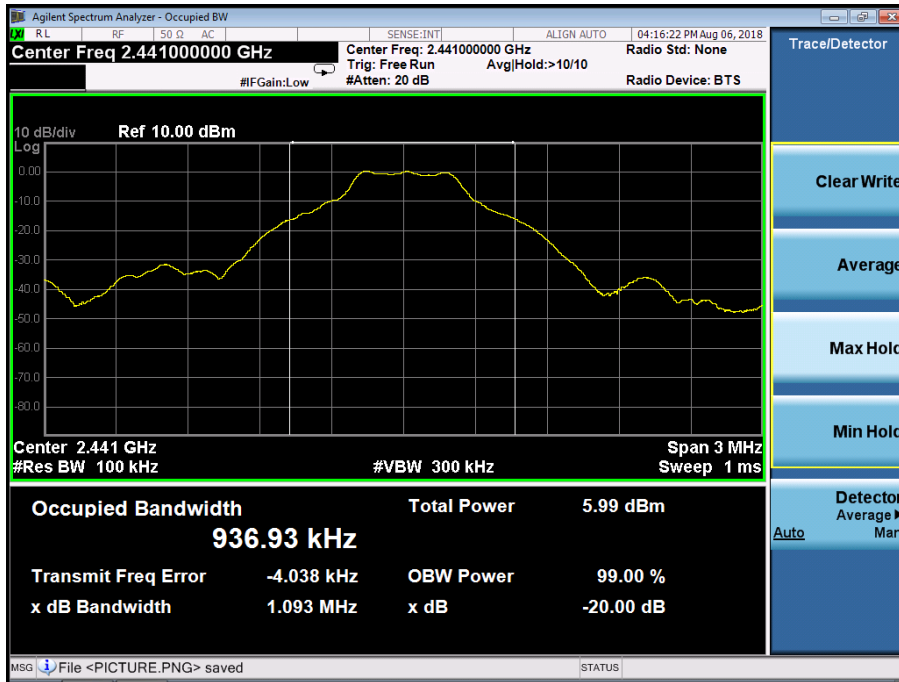 Agilent Spectrum Analyzer - Occupied BW
LXI RL RF 50 Ω AC SENSE:INT ALIGN AUTO 04:16:22 PM Aug 06, 2018
Center Freq 2.441000000 GHz
Center Freq: 2.441000000 GHz Radio Std: None
Trig: Free Run Avg|Hold:>10/10
#IFGain:Low #Atten: 20 dB Radio Device: BTS
Trace/Detector
10 dB/div Ref 10.00 dBm
Log
0.00
-10.0
-20.0
-30.0
-40.0
-50.0
-60.0
-70.0
-80.0
Center 2.441 GHz Span 3 MHz
#Res BW 100 kHz #VBW 300 kHz Sweep 1 ms
Clear Write
Average
Max Hold
Min Hold
Detector
Average
Auto Man
Occupied Bandwidth Total Power 5.99 dBm
936.93 kHz
Transmit Freq Error -4.038 kHz OBW Power 99.00 %
x dB Bandwidth 1.093 MHz x dB -20.00 dB
MSG File <PICTURE.PNG> saved STATUS